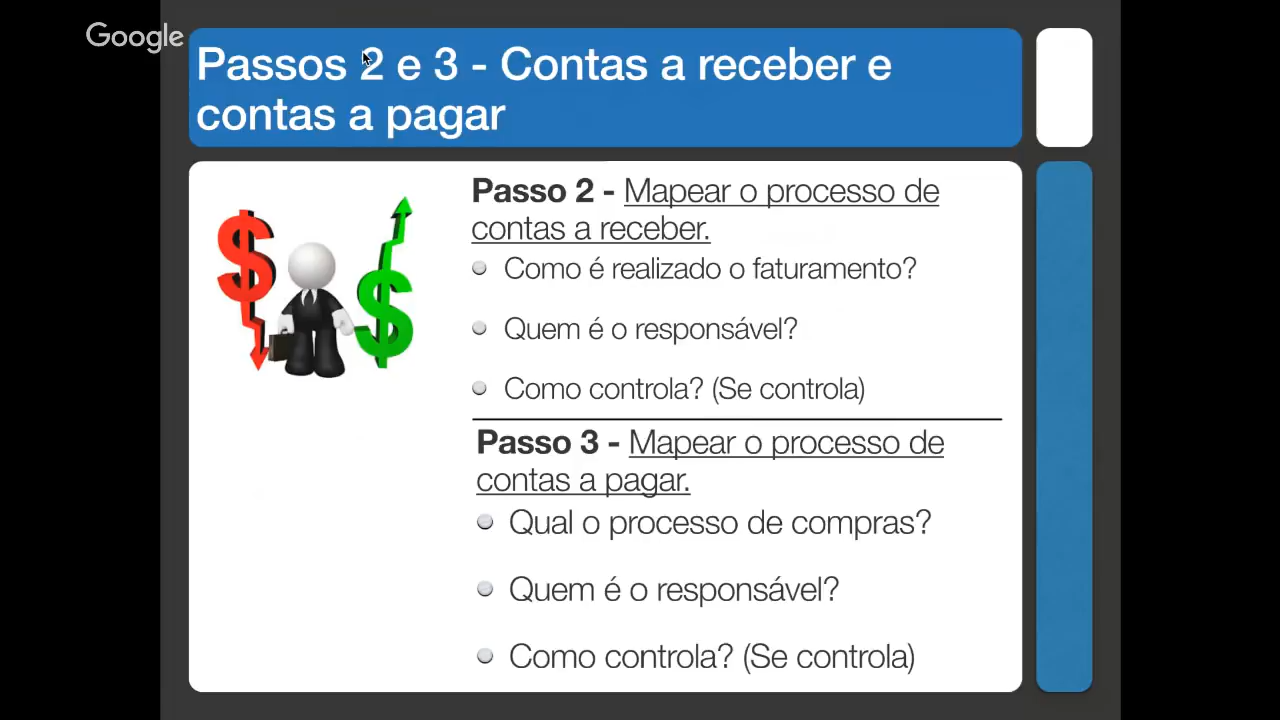 Google
Passos 2 e 3 - Contas a receber e
contas a pagar
Passo 2 - Mapear o processo de
contas a receber.
Como é realizado o faturamento?
Quem é o responsável?
Como controla? (Se controla)
Passo 3 - Mapear o processo de
contas a pagar.
Qual o processo de compras?
Quem é o responsável?
Como controla? (Se controla)